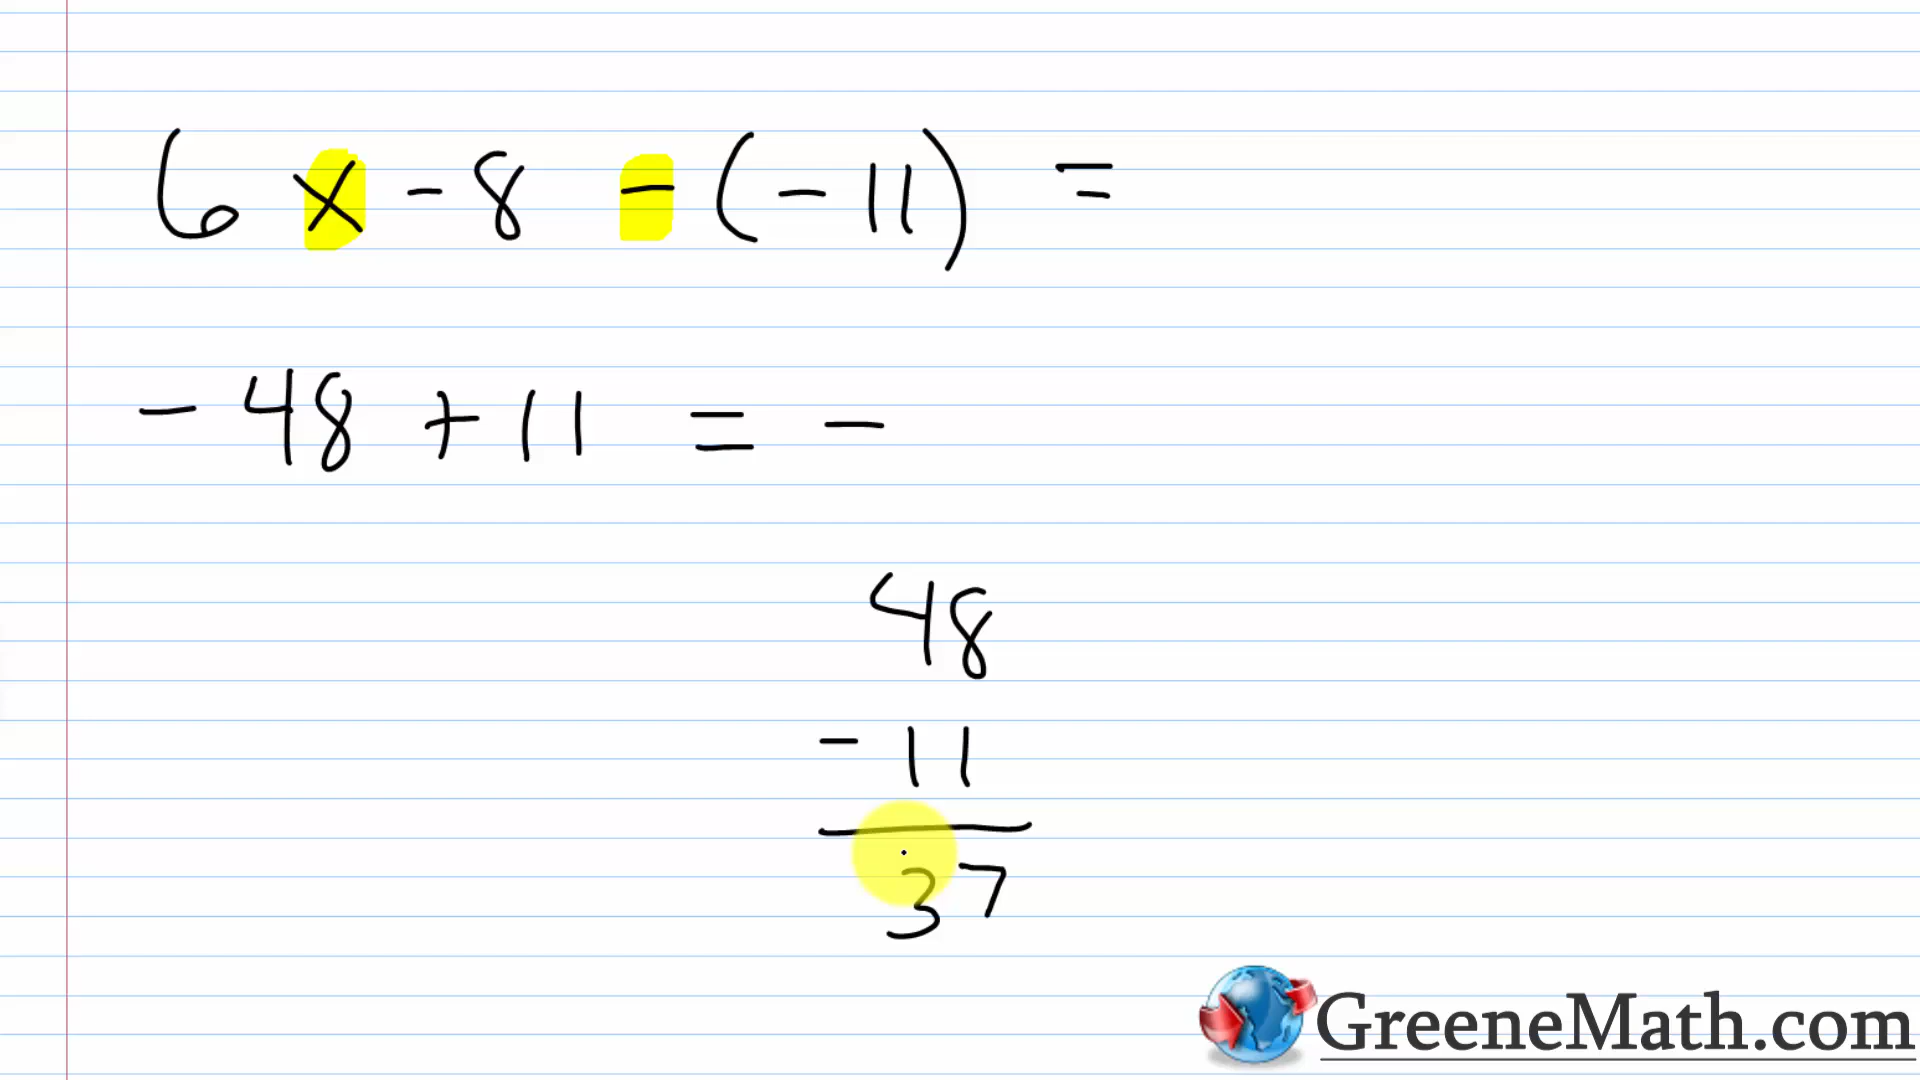 6 x - 8 - (-11) =
- 48 + 11 = -
48
- 11
37
GreeneMath.com